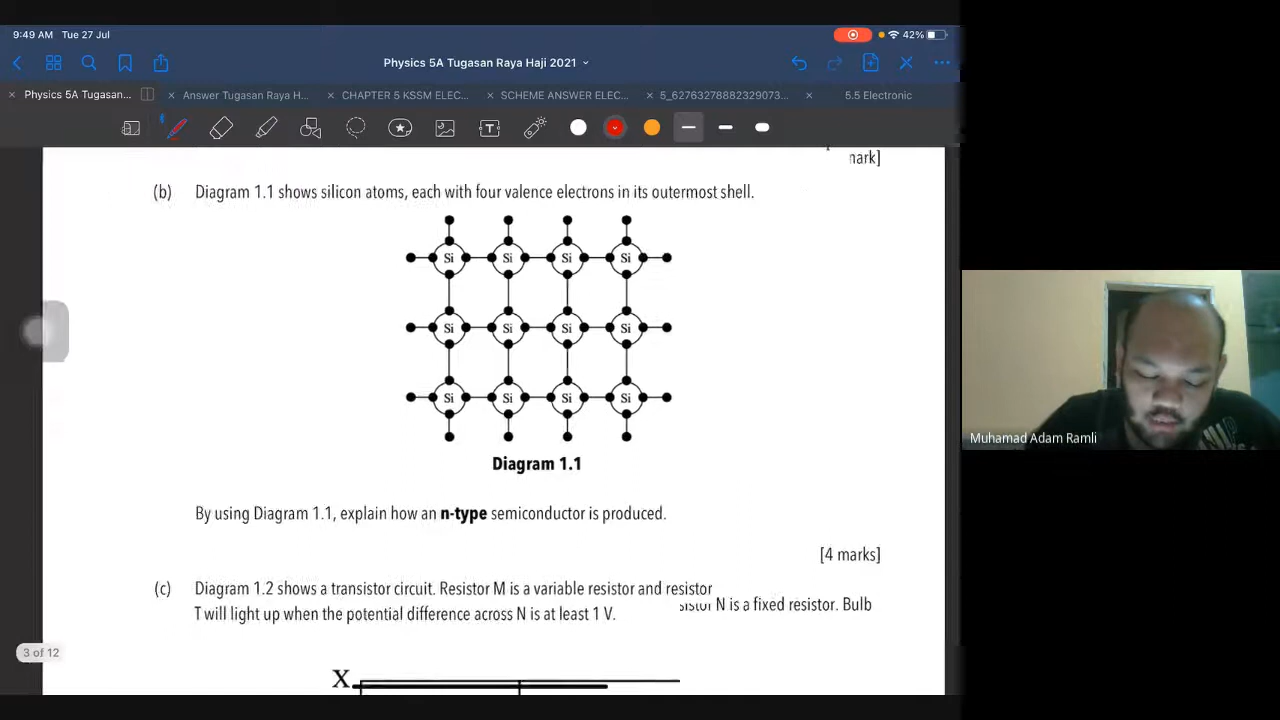 9:49 AM Tue 27 Jul
42%
Physics 5A Tugasan Raya Haji 2021
Physics 5A Tugasan...
Answer Tugasan Raya H...
CHAPTER 5 KSSM ELEC...
SCHEME ANSWER ELEC...
5_62763278882329073...
5.5 Electronic
T
(b) Diagram 1.1 shows silicon atoms, each with four valence electrons in its outermost shell.
Si Si Si Si
Si Si Si Si
Si Si Si Si
Diagram 1.1
By using Diagram 1.1, explain how an n-type semiconductor is produced.
[4 marks]
(c) Diagram 1.2 shows a transistor circuit. Resistor M is a variable resistor and resistor
N is a fixed resistor. Bulb
T will light up when the potential difference across N is at least 1 V.
3 of 12
X
Muhamad Adam Ramli